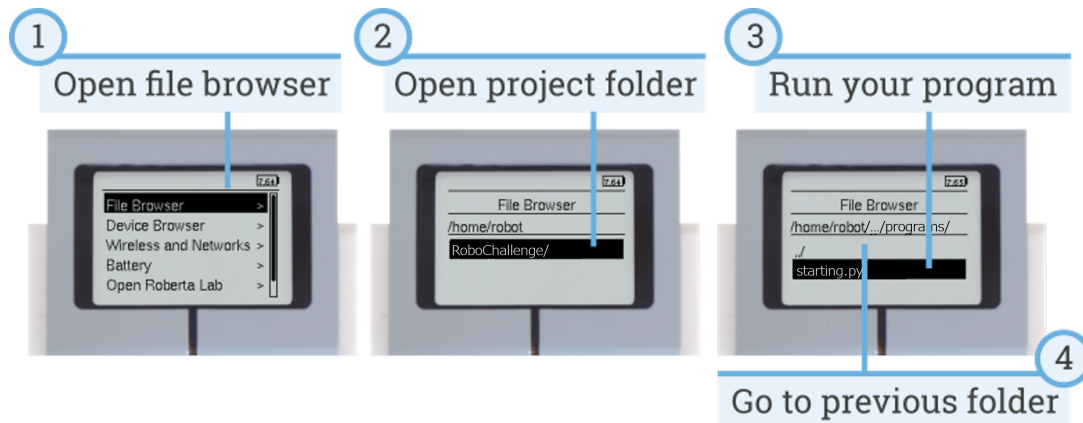 1
Open file browser
7.64
File Browser >
Device Browser >
Wireless and Networks >
Battery >
Open Roberta Lab >
2
Open project folder
7.64
File Browser
/home/robot
RoboChallenge/
3
Run your program
7.63
File Browser
/home/robot/.../programs/
../
starting.py
4
Go to previous folder